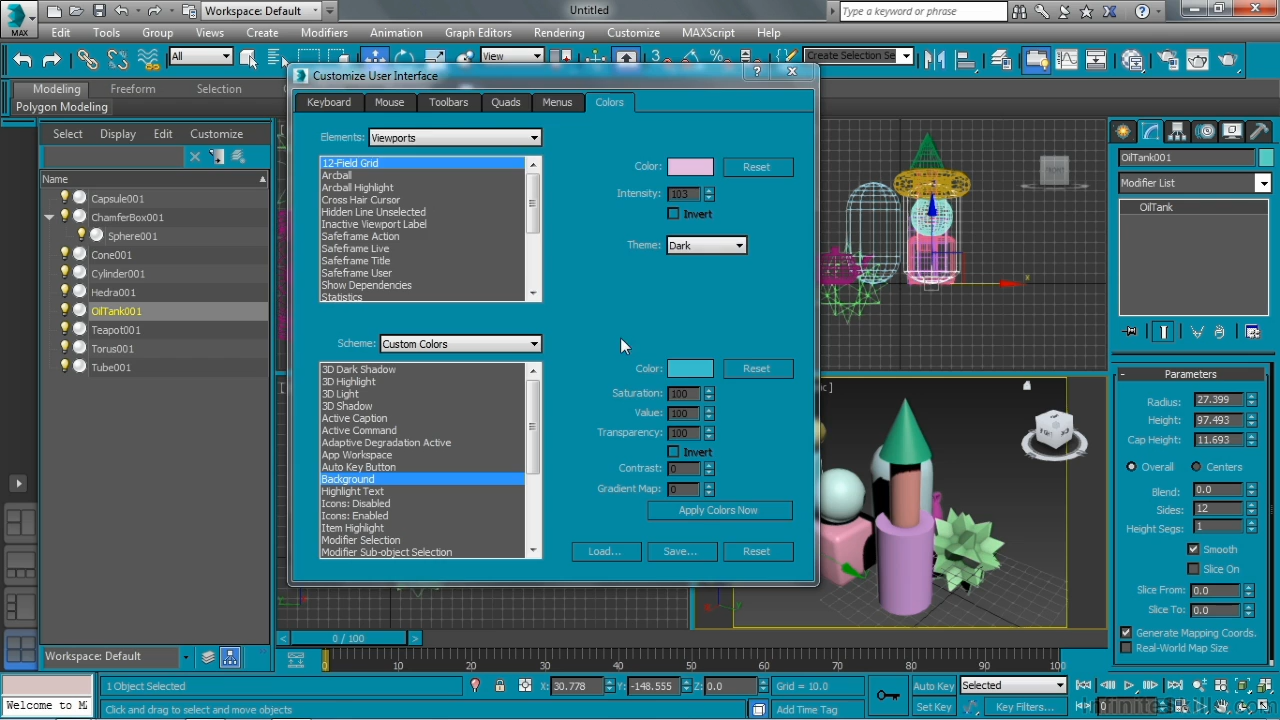 Workspace: Default
Untitled
Type a keyword or phrase
MAX
Edit Tools Group Views Create Modifiers Animation Graph Editors Rendering Customize MAXScript Help
All
View
Create Selection Se
Modeling Freeform Selection
Polygon Modeling
Select Display Edit Customize
Name
Capsule001
ChamferBox001
Sphere001
Cone001
Cylinder001
Hedra001
OilTank001
Teapot001
Torus001
Tube001
Workspace: Default
Customize User Interface
Keyboard Mouse Toolbars Quads Menus Colors
Elements: Viewports
12-Field Grid
Arcball
Arcball Highlight
Cross Hair Cursor
Hidden Line Unselected
Inactive Viewport Label
Safeframe Action
Safeframe Live
Safeframe Title
Safeframe User
Show Dependencies
Statistics
Color: Reset
Intensity: 103
Invert
Theme: Dark
Scheme: Custom Colors
3D Dark Shadow
3D Highlight
3D Light
3D Shadow
Active Caption
Active Command
Adaptive Degradation Active
App Workspace
Auto Key Button
Background
Highlight Text
Icons: Disabled
Icons: Enabled
Item Highlight
Modifier Selection
Modifier Sub-object Selection
Color: Reset
Saturation: 100
Value: 100
Transparency: 100
Invert
Contrast: 0
Gradient Map: 0
Apply Colors Now
Load... Save... Reset
OilTank001
Modifier List
OilTank
Parameters
Radius: 27.399
Height: 97.493
Cap Height: 11.693
Overall Centers
Blend: 0.0
Sides: 12
Height Segs: 1
Smooth
Slice On
Slice From: 0.0
Slice To: 0.0
Generate Mapping Coords.
Real-World Map Size
< 0 / 100 >
0 10 20 30 40 50 60 70 80 90 100
1 Object Selected
X: 30.778 Y: -148.555 Z: 0.0 Grid = 10.0
Auto Key Selected
Welcome to M
Click and drag to select and move objects
Add Time Tag
Set Key Key Filters... 0